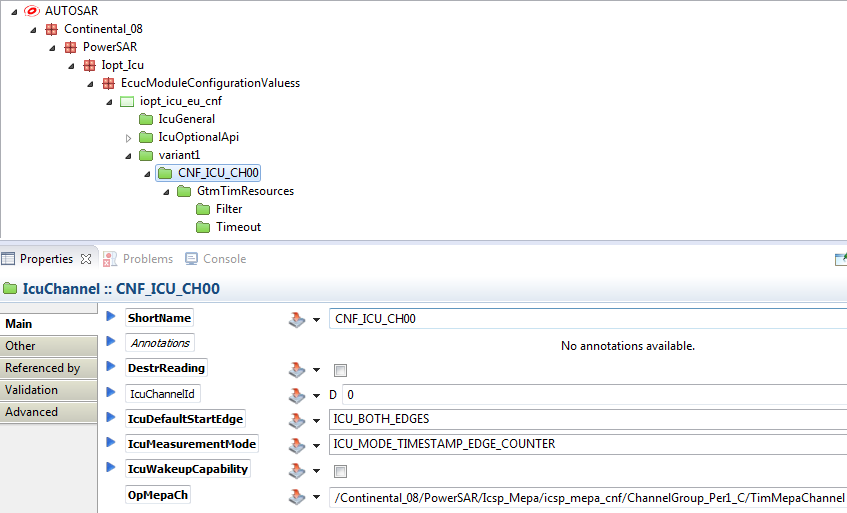 AUTOSAR
Continental_08
PowerSAR
Iopt_Icu
EcucModuleConfigurationValuess
iopt_icu_eu_cnf
IcuGeneral
IcuOptionalApi
variant1
CNF_ICU_CH00
GtmTimResources
Filter
Timeout
Properties Problems Console
IcuChannel :: CNF_ICU_CH00
Main
Other
Referenced by
Validation
Advanced
ShortName CNF_ICU_CH00
Annotations No annotations available.
DestrReading
IcuChannelId D 0
IcuDefaultStartEdge ICU_BOTH_EDGES
IcuMeasurementMode ICU_MODE_TIMESTAMP_EDGE_COUNTER
IcuWakeupCapability
OpMepaCh /Continental_08/PowerSAR/Icsp_Mepa/icsp_mepa_cnf/ChannelGroup_Per1_C/TimMepaChannel